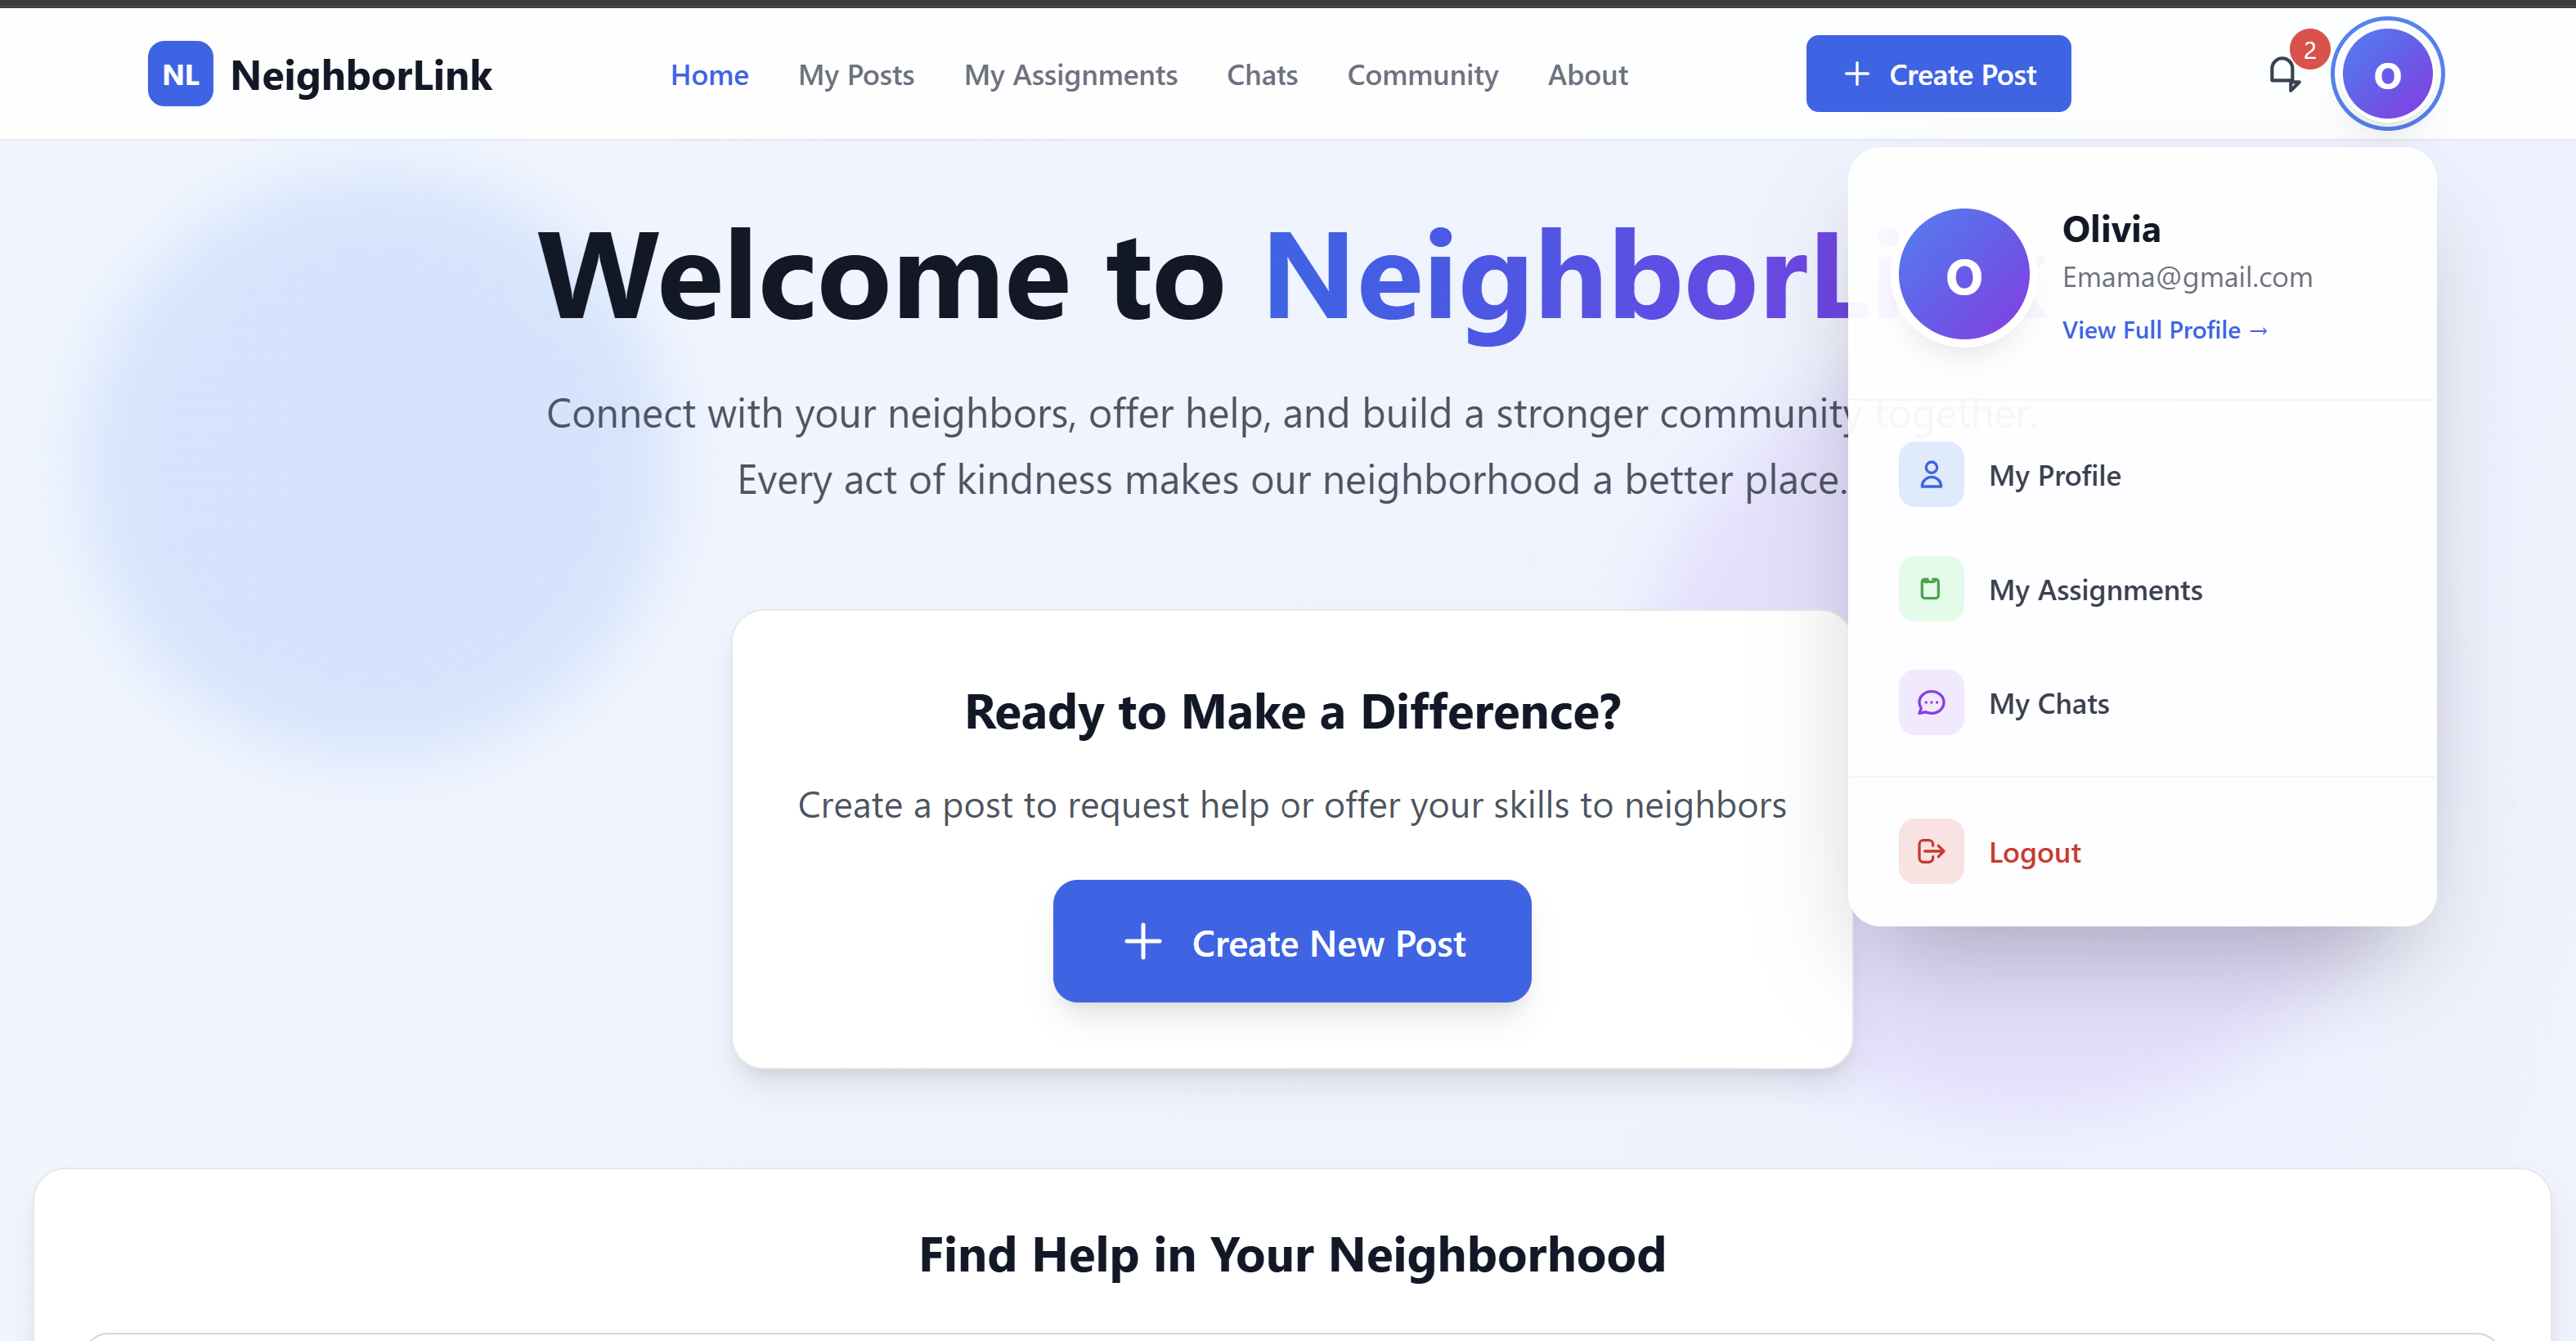 NL NeighborLink Home My Posts My Assignments Chats Community About + Create Post 2 O
Welcome to NeighborLink
Connect with your neighbors, offer help, and build a stronger community together.
Every act of kindness makes our neighborhood a better place.
O
Olivia
Emama@gmail.com
View Full Profile →
My Profile
My Assignments
My Chats
Logout
Ready to Make a Difference?
Create a post to request help or offer your skills to neighbors
+ Create New Post
Find Help in Your Neighborhood